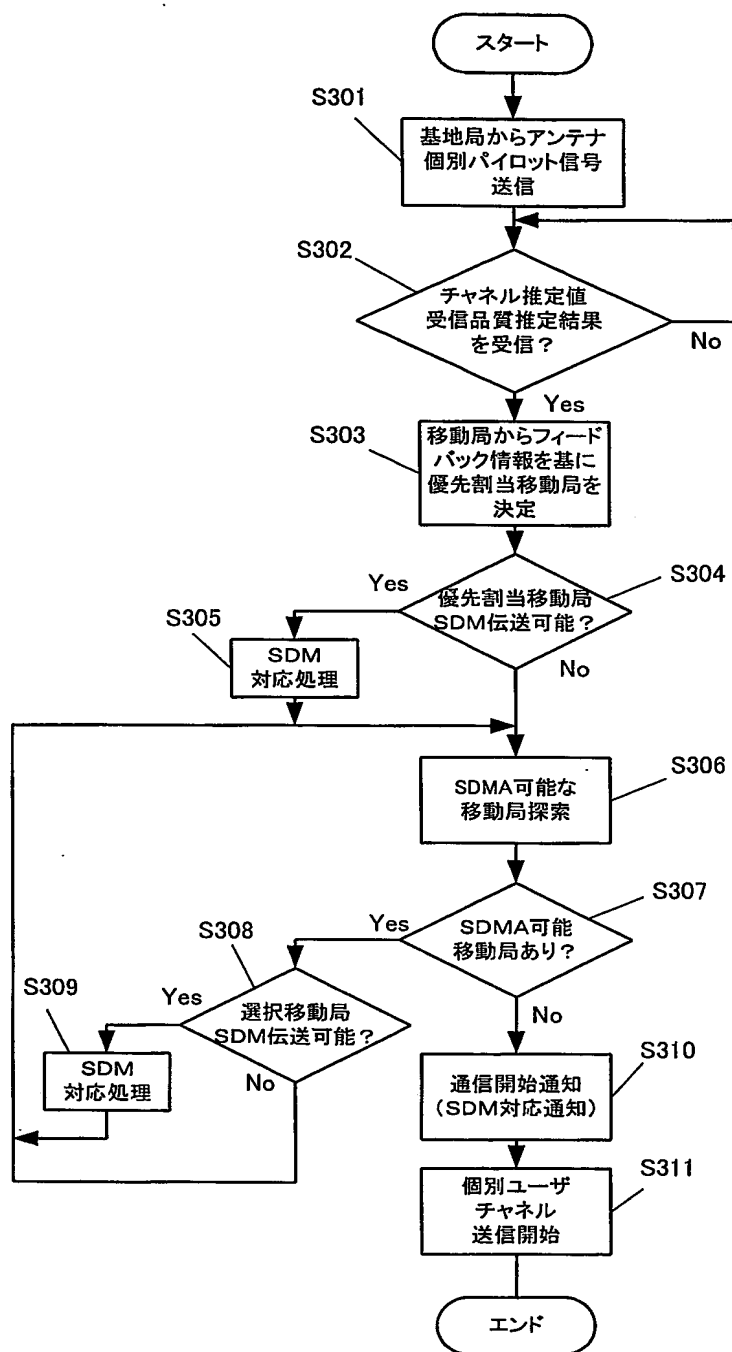 スタート
S301
基地局からアンテナ
個別パイロット信号
送信
S302
チャネル推定値
受信品質推定結果
を受信？
No
Yes
S303
移動局からフィード
バック情報を基に
優先割当移動局を
決定
S304
Yes
優先割当移動局
SDM伝送可能？
S305
SDM
対応処理
No
S306
SDMA可能な
移動局探索
S307
Yes
SDMA可能
移動局あり？
S308
S309
Yes
選択移動局
SDM伝送可能？
No
SDM
対応処理
No
S310
通信開始通知
（SDM対応通知）
S311
個別ユーザ
チャネル
送信開始
エンド